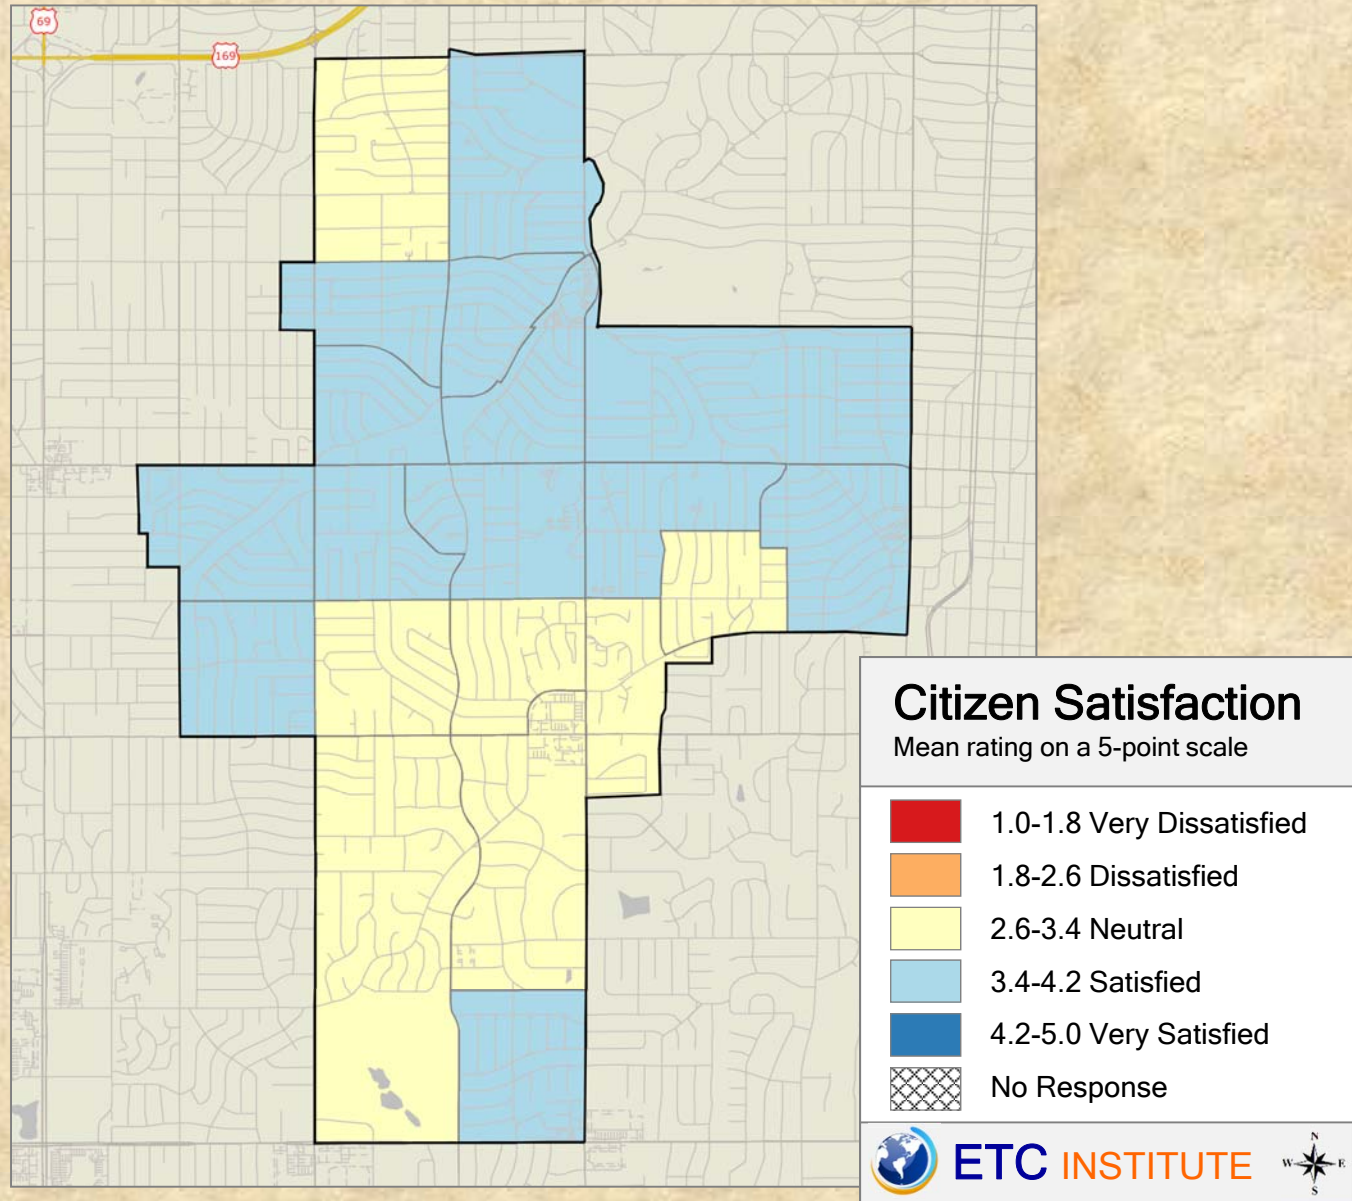 69
169
Citizen Satisfaction
Mean rating on a 5-point scale
1.0-1.8 Very Dissatisfied
1.8-2.6 Dissatisfied
2.6-3.4 Neutral
3.4-4.2 Satisfied
4.2-5.0 Very Satisfied
No Response
ETC INSTITUTE
N
W E
S